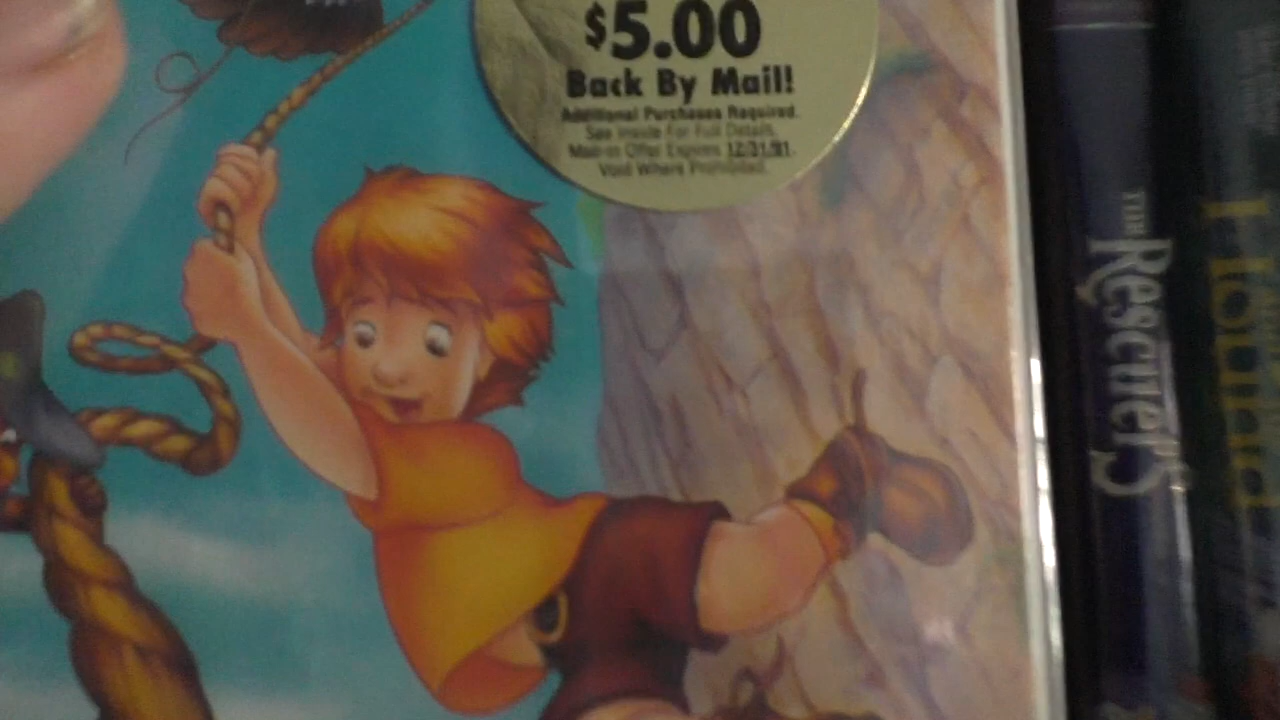 $5.00
Back By Mail!
Additional Purchases Required.
See Inside For Full Details.
Mail-in Offer Expires 12/31/91.
Void Where Prohibited.
THE
Rescuers
Hound